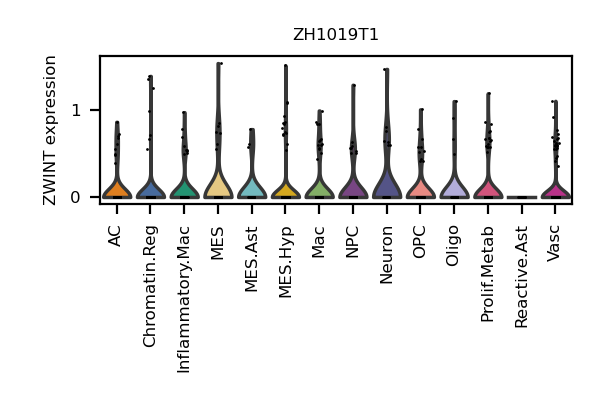 ZH1019T1
ZWINT expression
1
0
AC
Chromatin.Reg
Inflammatory.Mac
MES
MES.Ast
MES.Hyp
Mac
NPC
Neuron
OPC
Oligo
Prolif.Metab
Reactive.Ast
Vasc